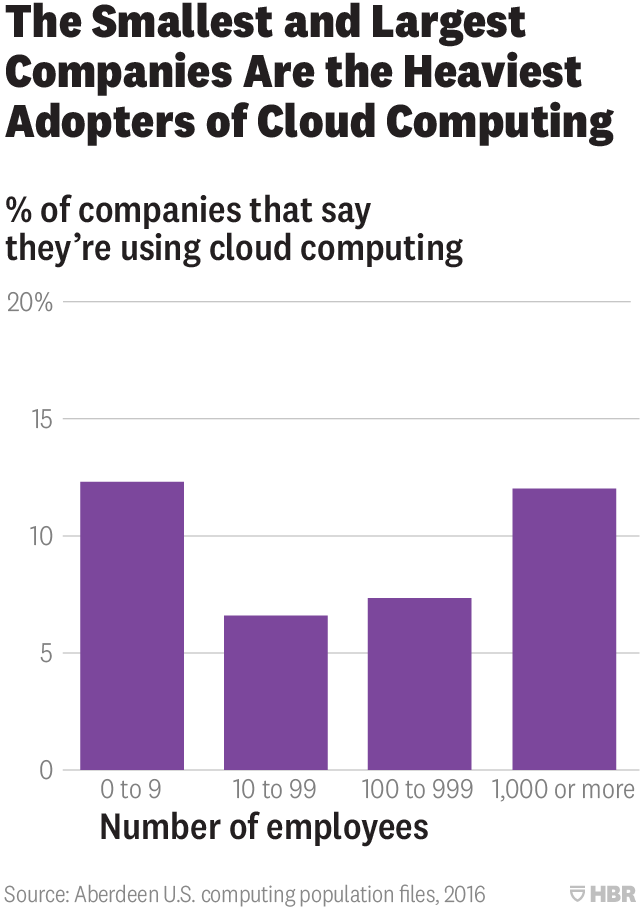 The Smallest and Largest
Companies Are the Heaviest
Adopters of Cloud Computing
% of companies that say
they’re using cloud computing
20%
15
10
5
0
0 to 9
10 to 99
100 to 999
1,000 or more
Number of employees
Source: Aberdeen U.S. computing population files, 2016
HBR